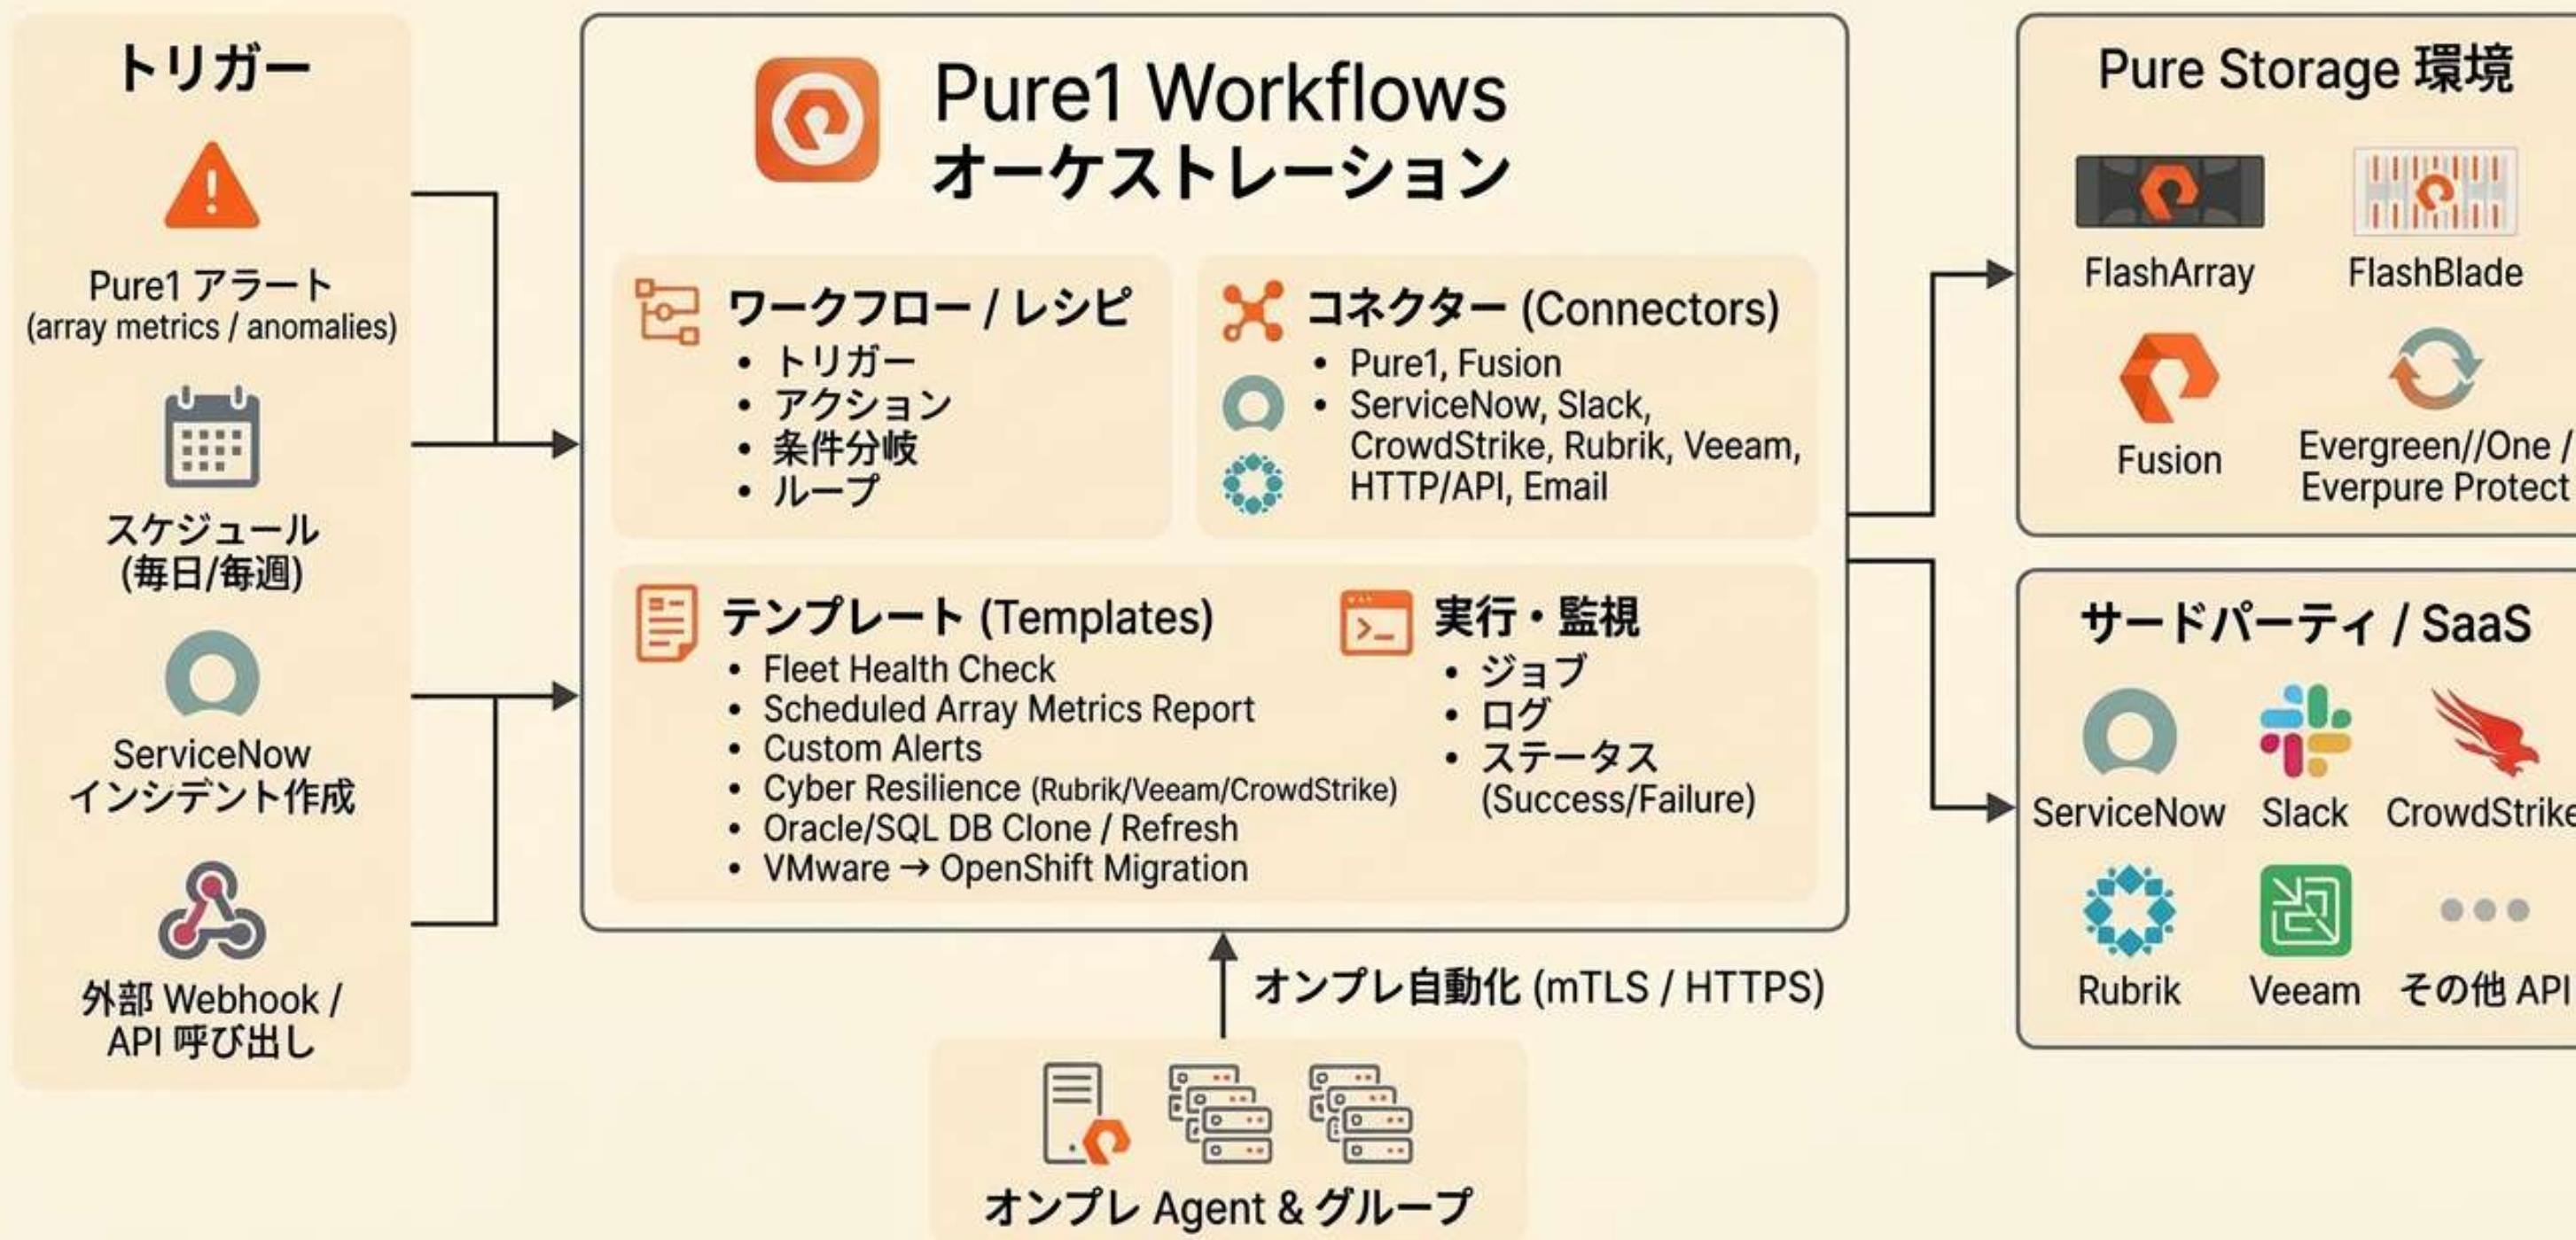 トリガー
Pure1 アラート
(array metrics / anomalies)
スケジュール
(毎日/毎週)
ServiceNow
インシデント作成
外部 Webhook /
API 呼び出し
Pure1 Workflows
オーケストレーション
ワークフロー / レシピ
• トリガー
• アクション
• 条件分岐
• ループ
コネクター (Connectors)
• Pure1, Fusion
• ServiceNow, Slack,
CrowdStrike, Rubrik, Veeam,
HTTP/API, Email
テンプレート (Templates)
• Fleet Health Check
• Scheduled Array Metrics Report
• Custom Alerts
• Cyber Resilience (Rubrik/Veeam/CrowdStrike)
• Oracle/SQL DB Clone / Refresh
• VMware → OpenShift Migration
実行・監視
• ジョブ
• ログ
• ステータス
(Success/Failure)
オンプレ自動化 (mTLS / HTTPS)
オンプレ Agent & グループ
Pure Storage 環境
FlashArray
FlashBlade
Fusion
Evergreen//One /
Everpure Protect
サードパーティ / SaaS
ServiceNow
Slack
CrowdStrike
Rubrik
Veeam
その他 API